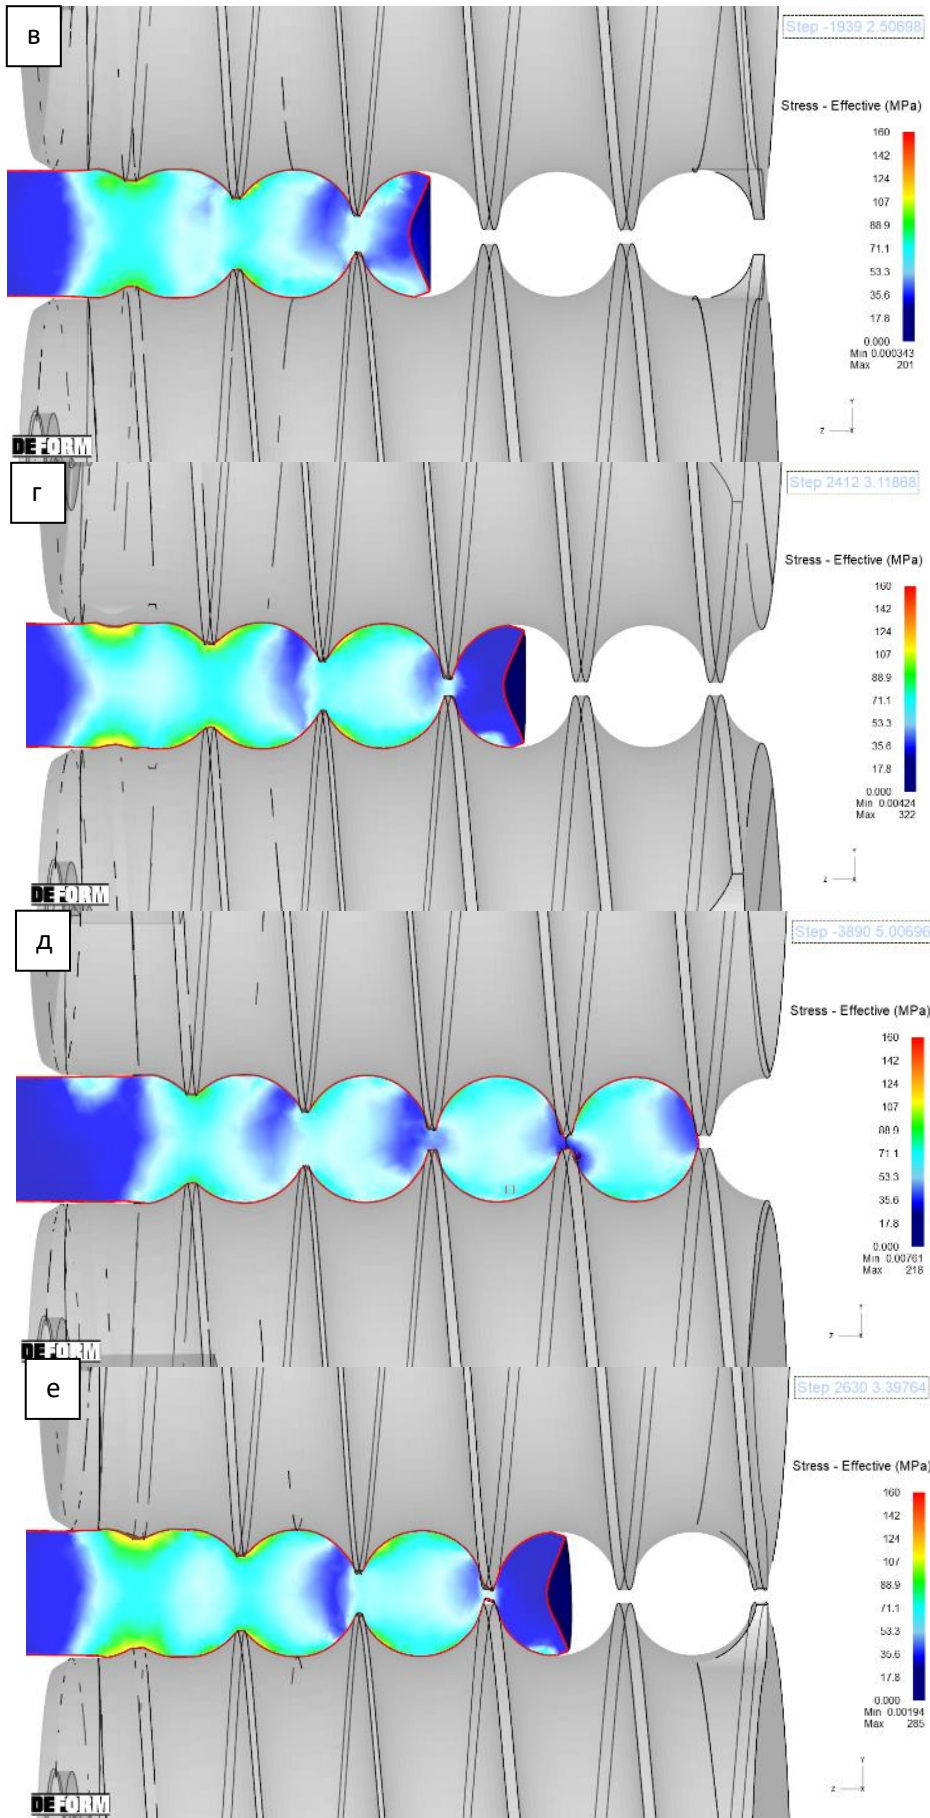 в
Step -1939 2.50698
Stress - Effective (MPa)
160
142
124
107
88.9
71.1
53.3
35.6
17.8
0.000
Min 0.000343
Max 201
Y
Z X
DEFORM
г
Step 2412 3.11868
Stress - Effective (MPa)
160
142
124
107
88.9
71.1
53.3
35.6
17.8
0.000
Min 0.00424
Max 322
Y
Z X
DEFORM
д
Step -3890 5.00696
Stress - Effective (MPa)
160
142
124
107
88.9
71.1
53.3
35.6
17.8
0.000
Min 0.00761
Max 218
Y
Z X
DEFORM
е
Step 2630 3.39764
Stress - Effective (MPa)
160
142
124
107
88.9
71.1
53.3
35.6
17.8
0.000
Min 0.00194
Max 285
Y
Z X
DEFORM